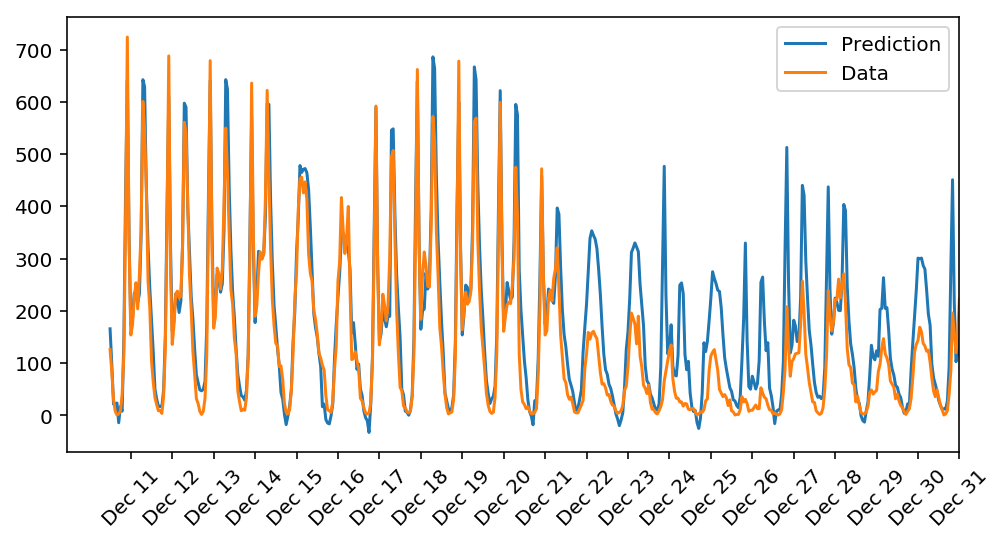 Prediction
Data
700
600
500
400
300
200
100
0
Dec 11
Dec 12
Dec 13
Dec 14
Dec 15
Dec 16
Dec 17
Dec 18
Dec 19
Dec 20
Dec 21
Dec 22
Dec 23
Dec 24
Dec 25
Dec 26
Dec 27
Dec 28
Dec 29
Dec 30
Dec 31